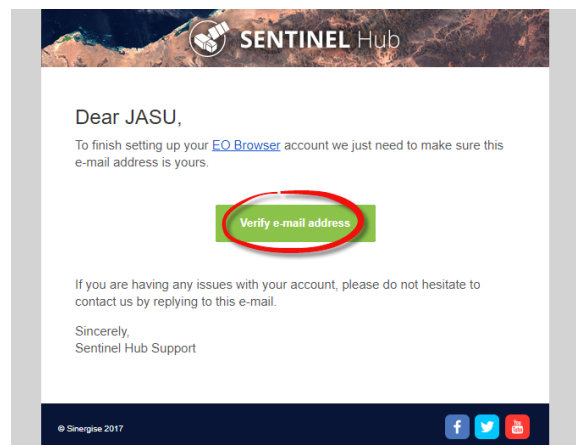 SENTINEL Hub
Dear JASU,
To finish setting up your EO Browser account we just need to make sure this
e-mail address is yours.
Verify e-mail address
If you are having any issues with your account, please do not hesitate to
contact us by replying to this e-mail.
Sincerely,
Sentinel Hub Support
© Sinergise 2017